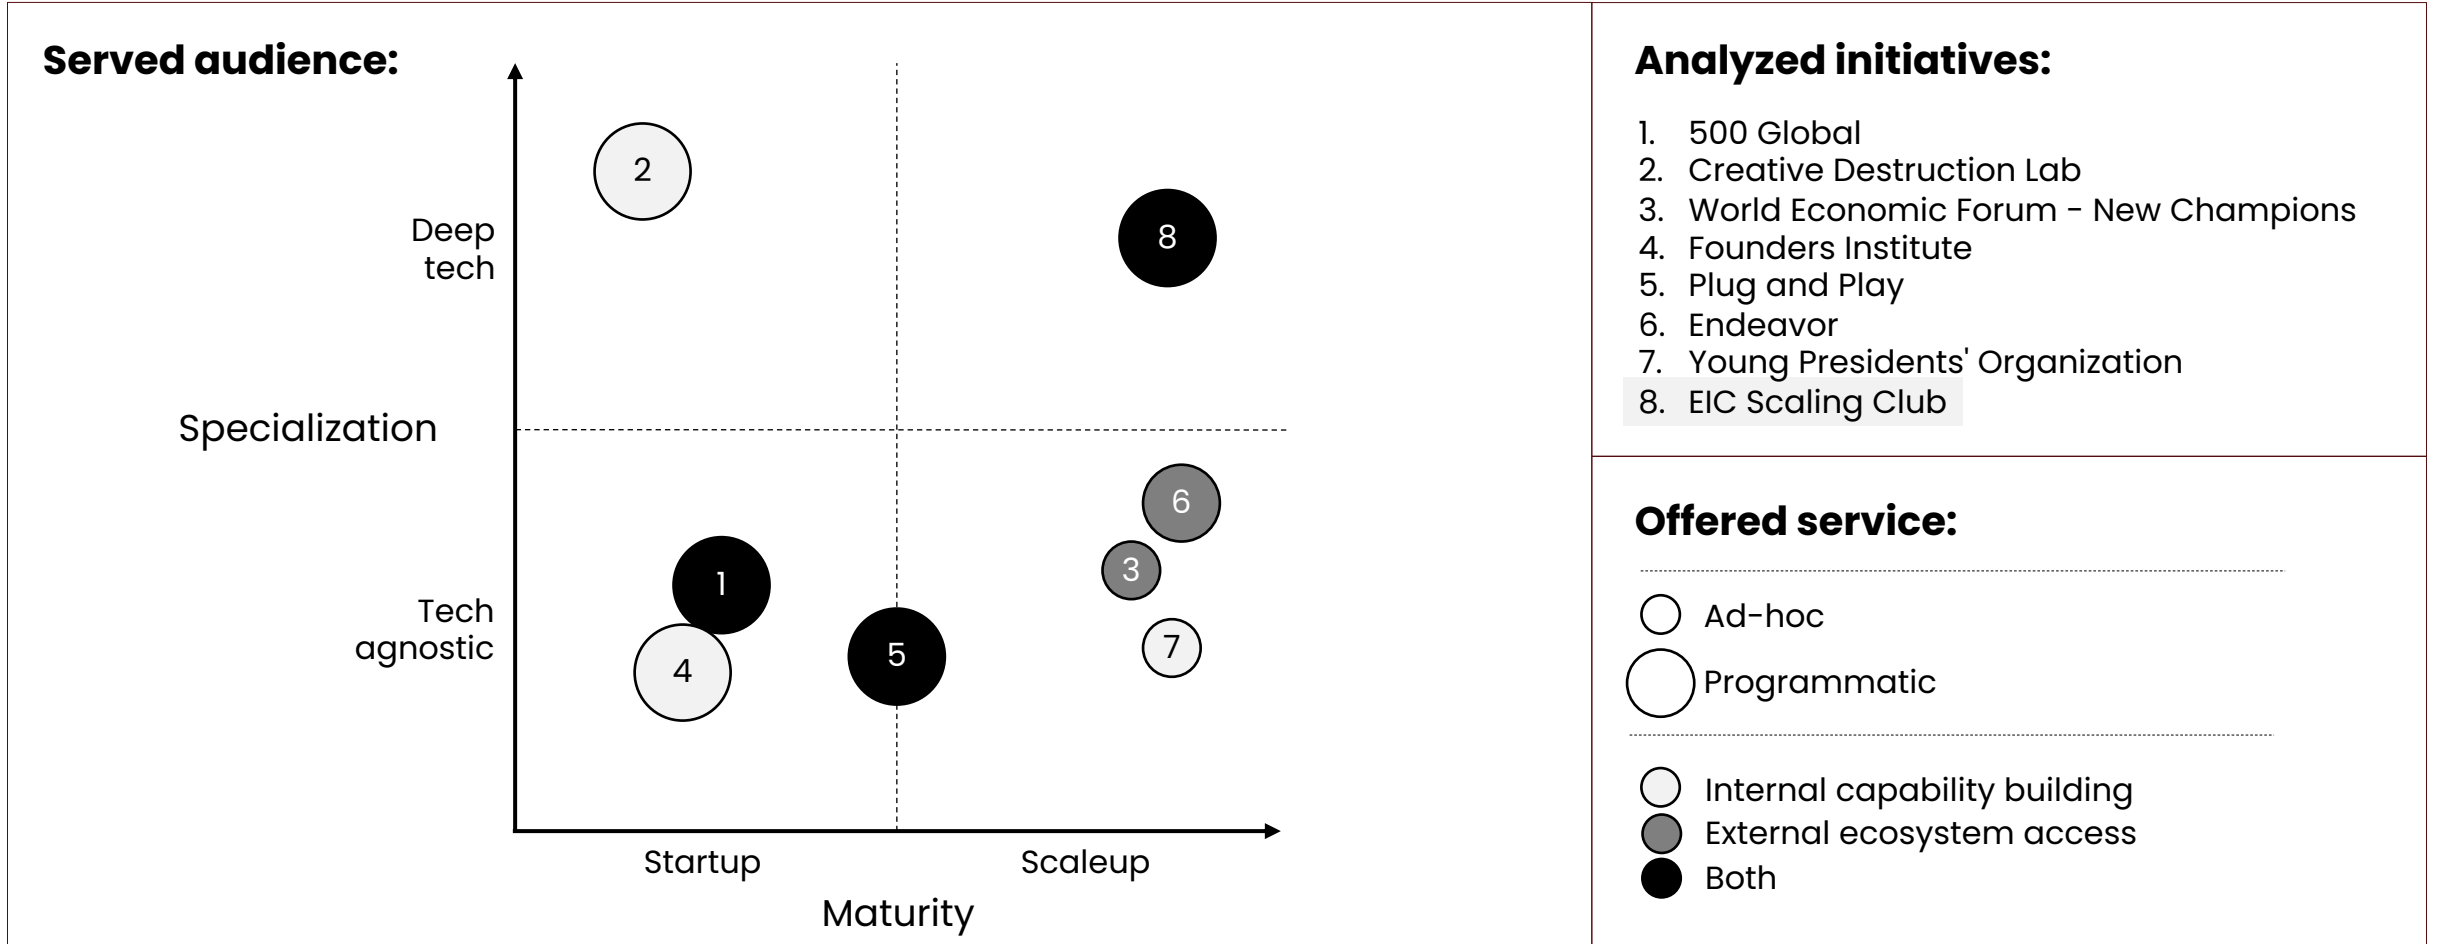 Served audience:
2
8
Deep
tech
Specialization
6
3
1
Tech
agnostic
7
5
4
Startup
Scaleup
Maturity
Analyzed initiatives:
1. 500 Global
2. Creative Destruction Lab
3. World Economic Forum - New Champions
4. Founders Institute
5. Plug and Play
6. Endeavor
7. Young Presidents' Organization
8. EIC Scaling Club
Offered service:
Ad-hoc
Programmatic
Internal capability building
External ecosystem access
Both